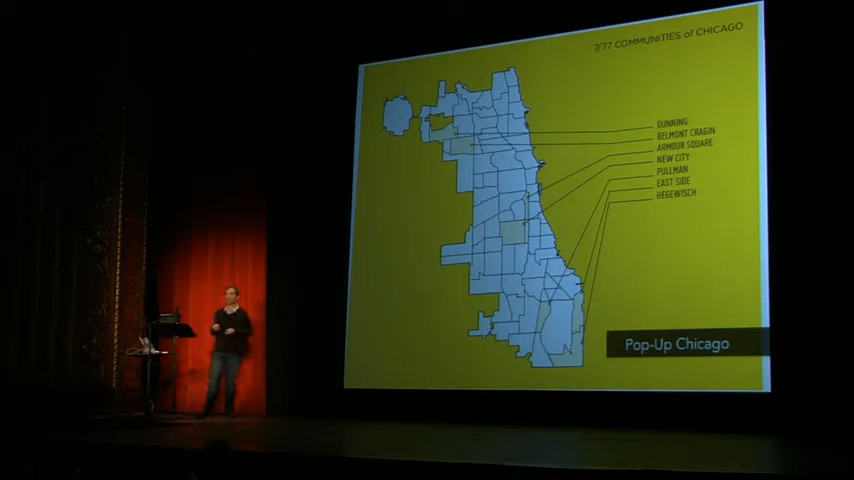 7/77 COMMUNITIES of CHICAGO
DUNNING
BELMONT CRAGIN
ARMOUR SQUARE
NEW CITY
PULLMAN
EAST SIDE
HEGEWISCH
Pop-Up Chicago